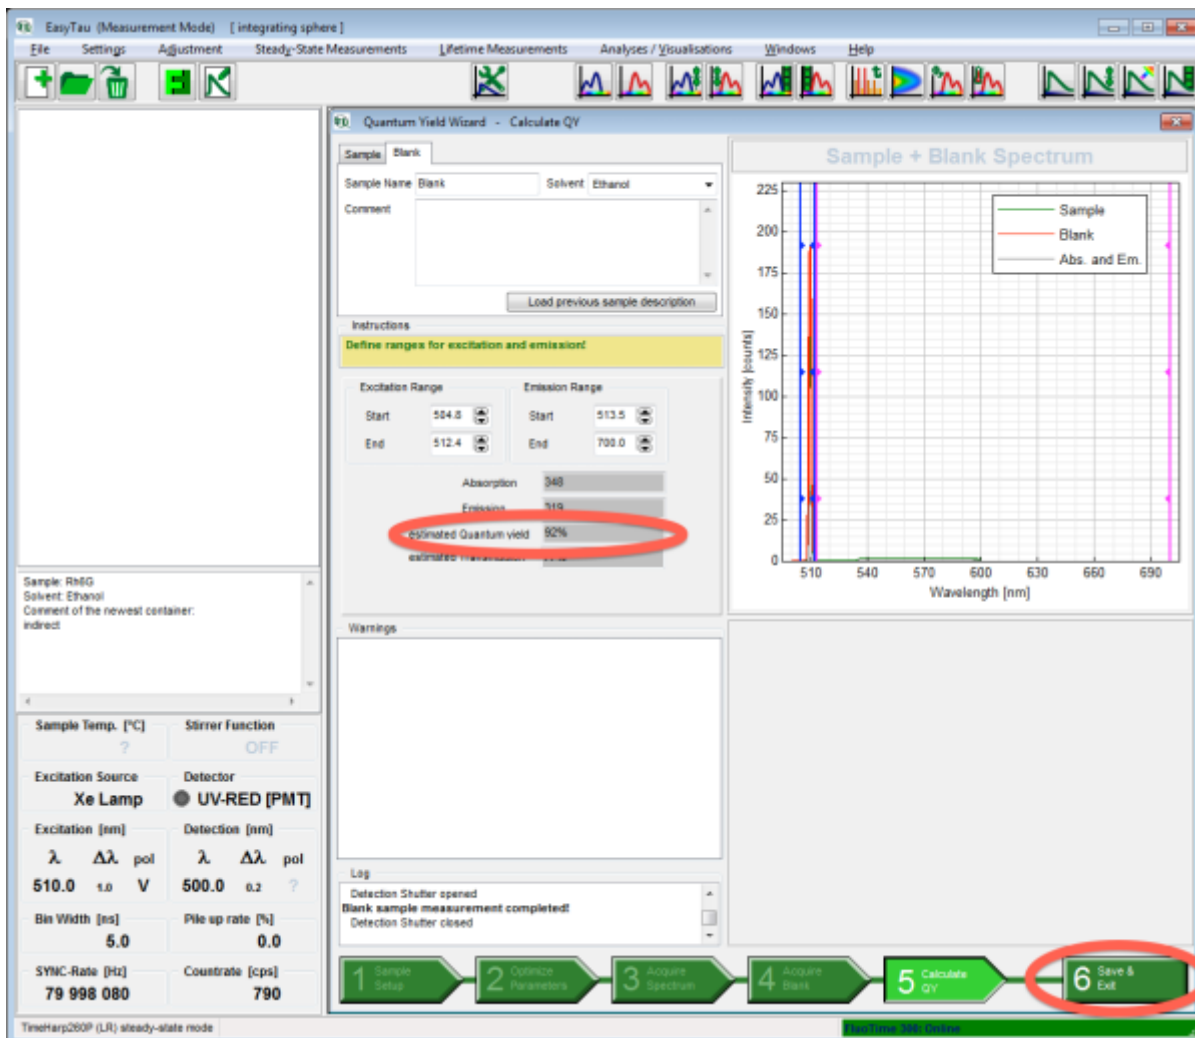 EasyTau (Measurement Mode) [ integrating sphere ]
File Settings Adjustment Steady-State Measurements Lifetime Measurements Analyses / Visualisations Windows Help
Quantum Yield Wizard - Calculate QY
Sample Blank
Sample Name Blank Solvent Ethanol
Comment
Load previous sample description
Instructions
Define ranges for excitation and emission!
Excitation Range Emission Range
Start 504.8 Start 513.5
End 512.4 End 700.0
Absorption 348
Emission 319
estimated Quantum yield 92%
estimated
Sample + Blank Spectrum
Sample
Blank
Abs. and Em.
225
200
175
150
125
100
75
50
25
0
Intensity [counts]
510 540 570 600 630 660 690
Wavelength [nm]
Sample: Rh6G
Solvent: Ethanol
Comment of the newest container:
indirect
Warnings
Log
Detection Shutter opened
Blank sample measurement completed!
Detection Shutter closed
Sample Temp. [°C] Stirrer Function
? OFF
Excitation Source Detector
Xe Lamp UV-RED [PMT]
Excitation [nm] Detection [nm]
λ Δλ pol λ Δλ pol
510.0 1.0 V 500.0 0.2 ?
Bin Width [ns] Pile up rate [%]
5.0 0.0
SYNC-Rate [Hz] Countrate [cps]
79 998 080 790
1 Sample Setup
2 Optimize Parameters
3 Acquire Spectrum
4 Acquire Blank
5 Calculate QY
6 Save & Exit
TimeHarp260P (LR) steady-state mode
FluoTime 300: Online